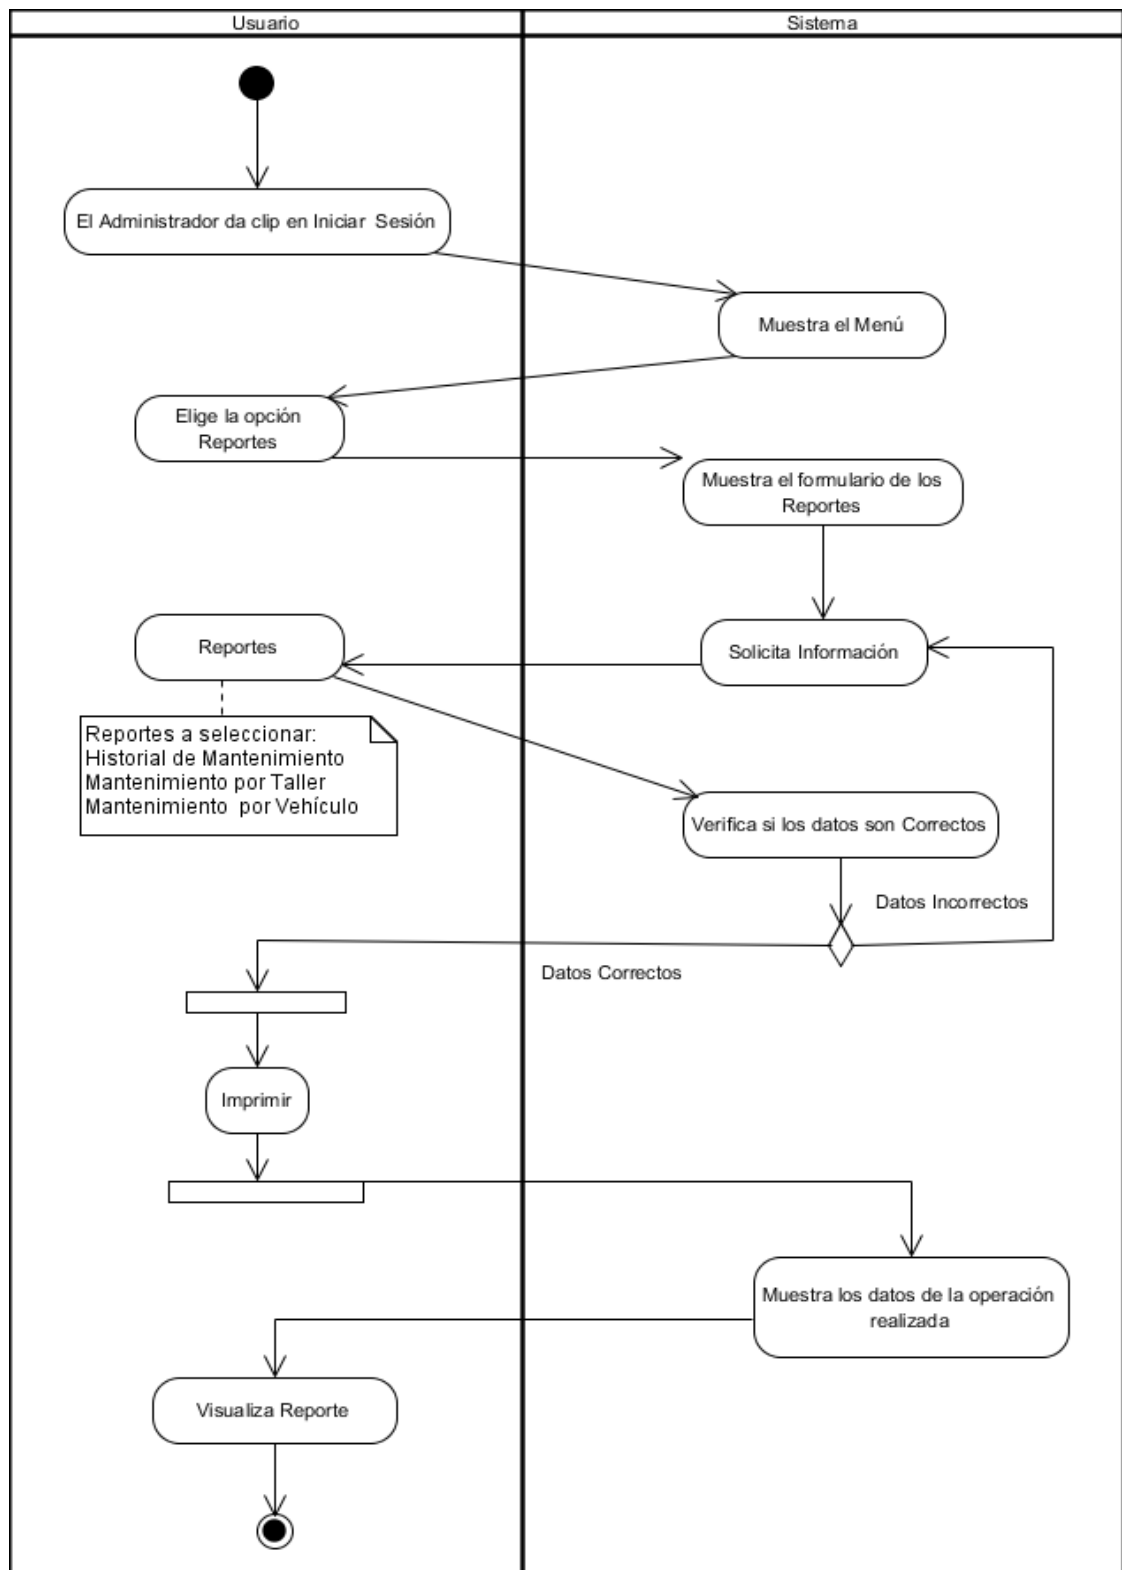 Usuario
Sistema
El Administrador da clip en Iniciar Sesión
Muestra el Menú
Elige la opción
Reportes
Muestra el formulario de los
Reportes
Reportes
Solicita Información
Reportes a seleccionar:
Historial de Mantenimiento
Mantenimiento por Taller
Mantenimiento por Vehículo
Verifica si los datos son Correctos
Datos Incorrectos
Datos Correctos
Imprimir
Muestra los datos de la operación
realizada
Visualiza Reporte